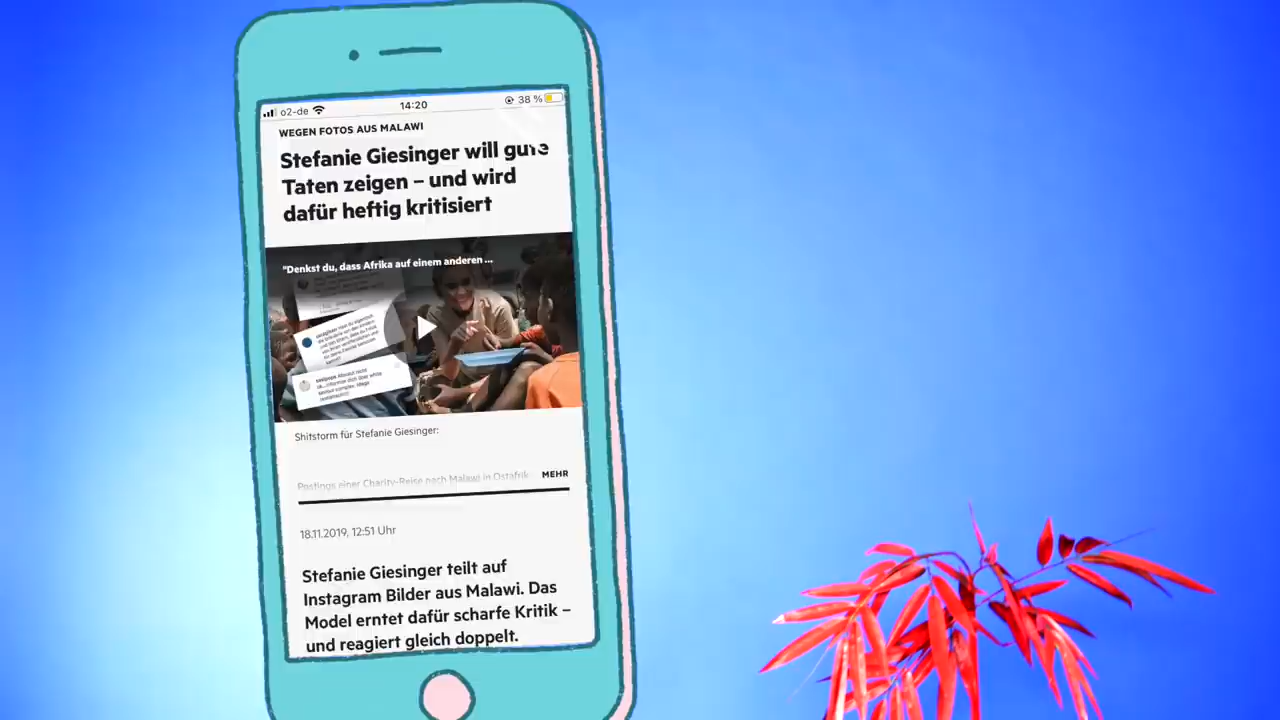 o2-de 14:20 38 %
WEGEN FOTOS AUS MALAWI
Stefanie Giesinger will gute
Taten zeigen – und wird
dafür heftig kritisiert
"Denkst du, dass Afrika auf einem anderen ...
Shitstorm für Stefanie Giesinger:
Postings einer Charity-Reise nach Malawi in Ostafrik
MEHR
18.11.2019, 12:51 Uhr
Stefanie Giesinger teilt auf
Instagram Bilder aus Malawi. Das
Model erntet dafür scharfe Kritik –
und reagiert gleich doppelt.